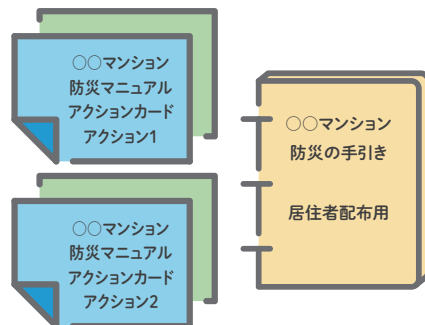 ○○マンション
防災マニュアル
アクションカード
アクション1
○○マンション
防災マニュアル
アクションカード
アクション2
○○マンション
防災の手引き
居住者配布用